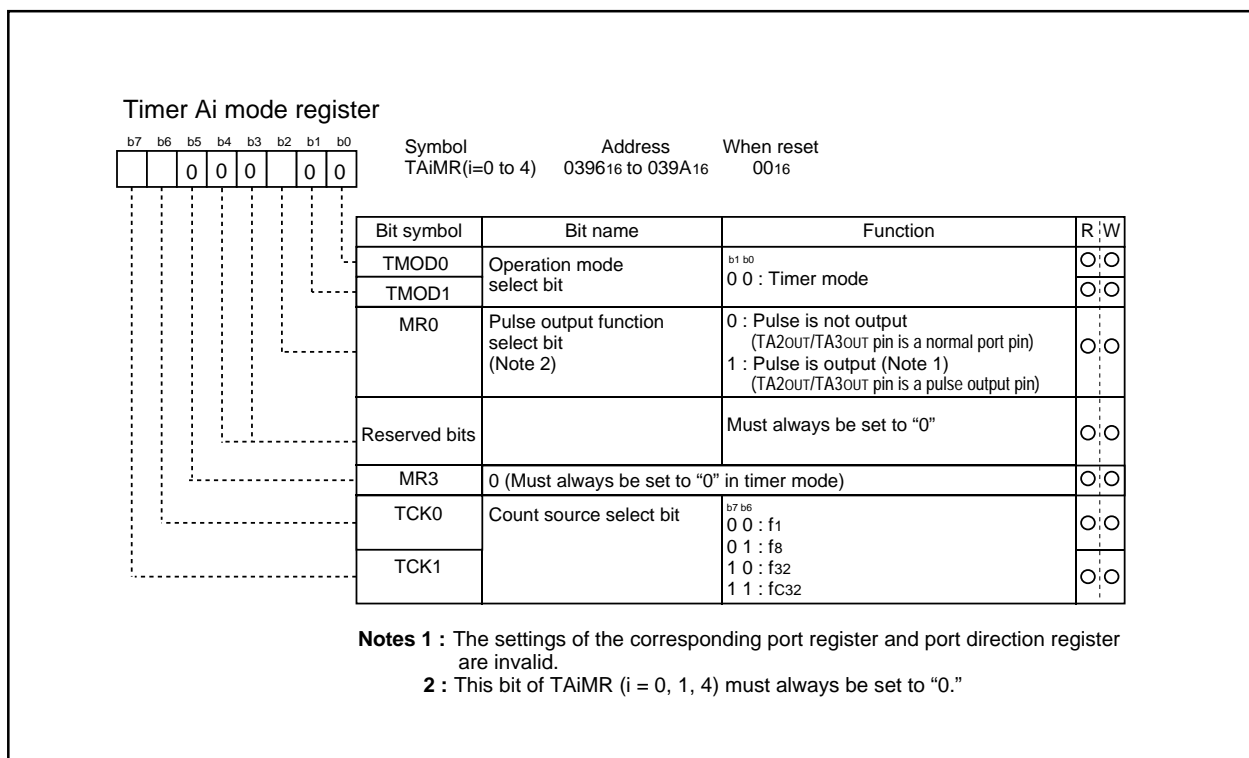 Timer Ai mode register
b7 b6 b5 b4 b3 b2 b1 b0
0 0 0 0 0
Symbol Address When reset
TAiMR(i=0 to 4) 039616 to 039A16 0016
Bit symbol Bit name Function R W
TMOD0 Operation mode select bit b1 b0
0 0 : Timer mode
TMOD1
MR0 Pulse output function select bit (Note 2) 0 : Pulse is not output
(TA2OUT/TA3OUT pin is a normal port pin)
1 : Pulse is output (Note 1)
(TA2OUT/TA3OUT pin is a pulse output pin)
Reserved bits Must always be set to “0”
MR3 0 (Must always be set to “0” in timer mode)
TCK0 Count source select bit b7 b6
0 0 : f1
0 1 : f8
TCK1 1 0 : f32
1 1 : fC32
Notes 1 : The settings of the corresponding port register and port direction register
are invalid.
2 : This bit of TAiMR (i = 0, 1, 4) must always be set to “0.”